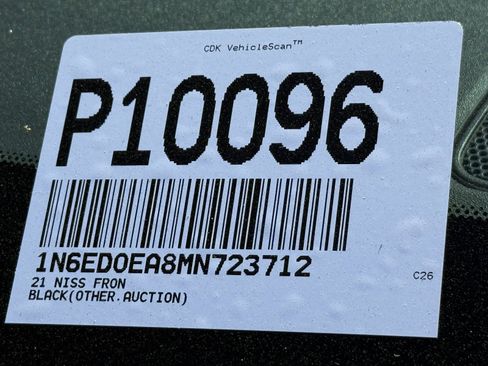 CDK VehicleScan™
P10096
1N6ED0EA8MN723712
21 NISS FRON
BLACK(OTHER.AUCTION)
C26